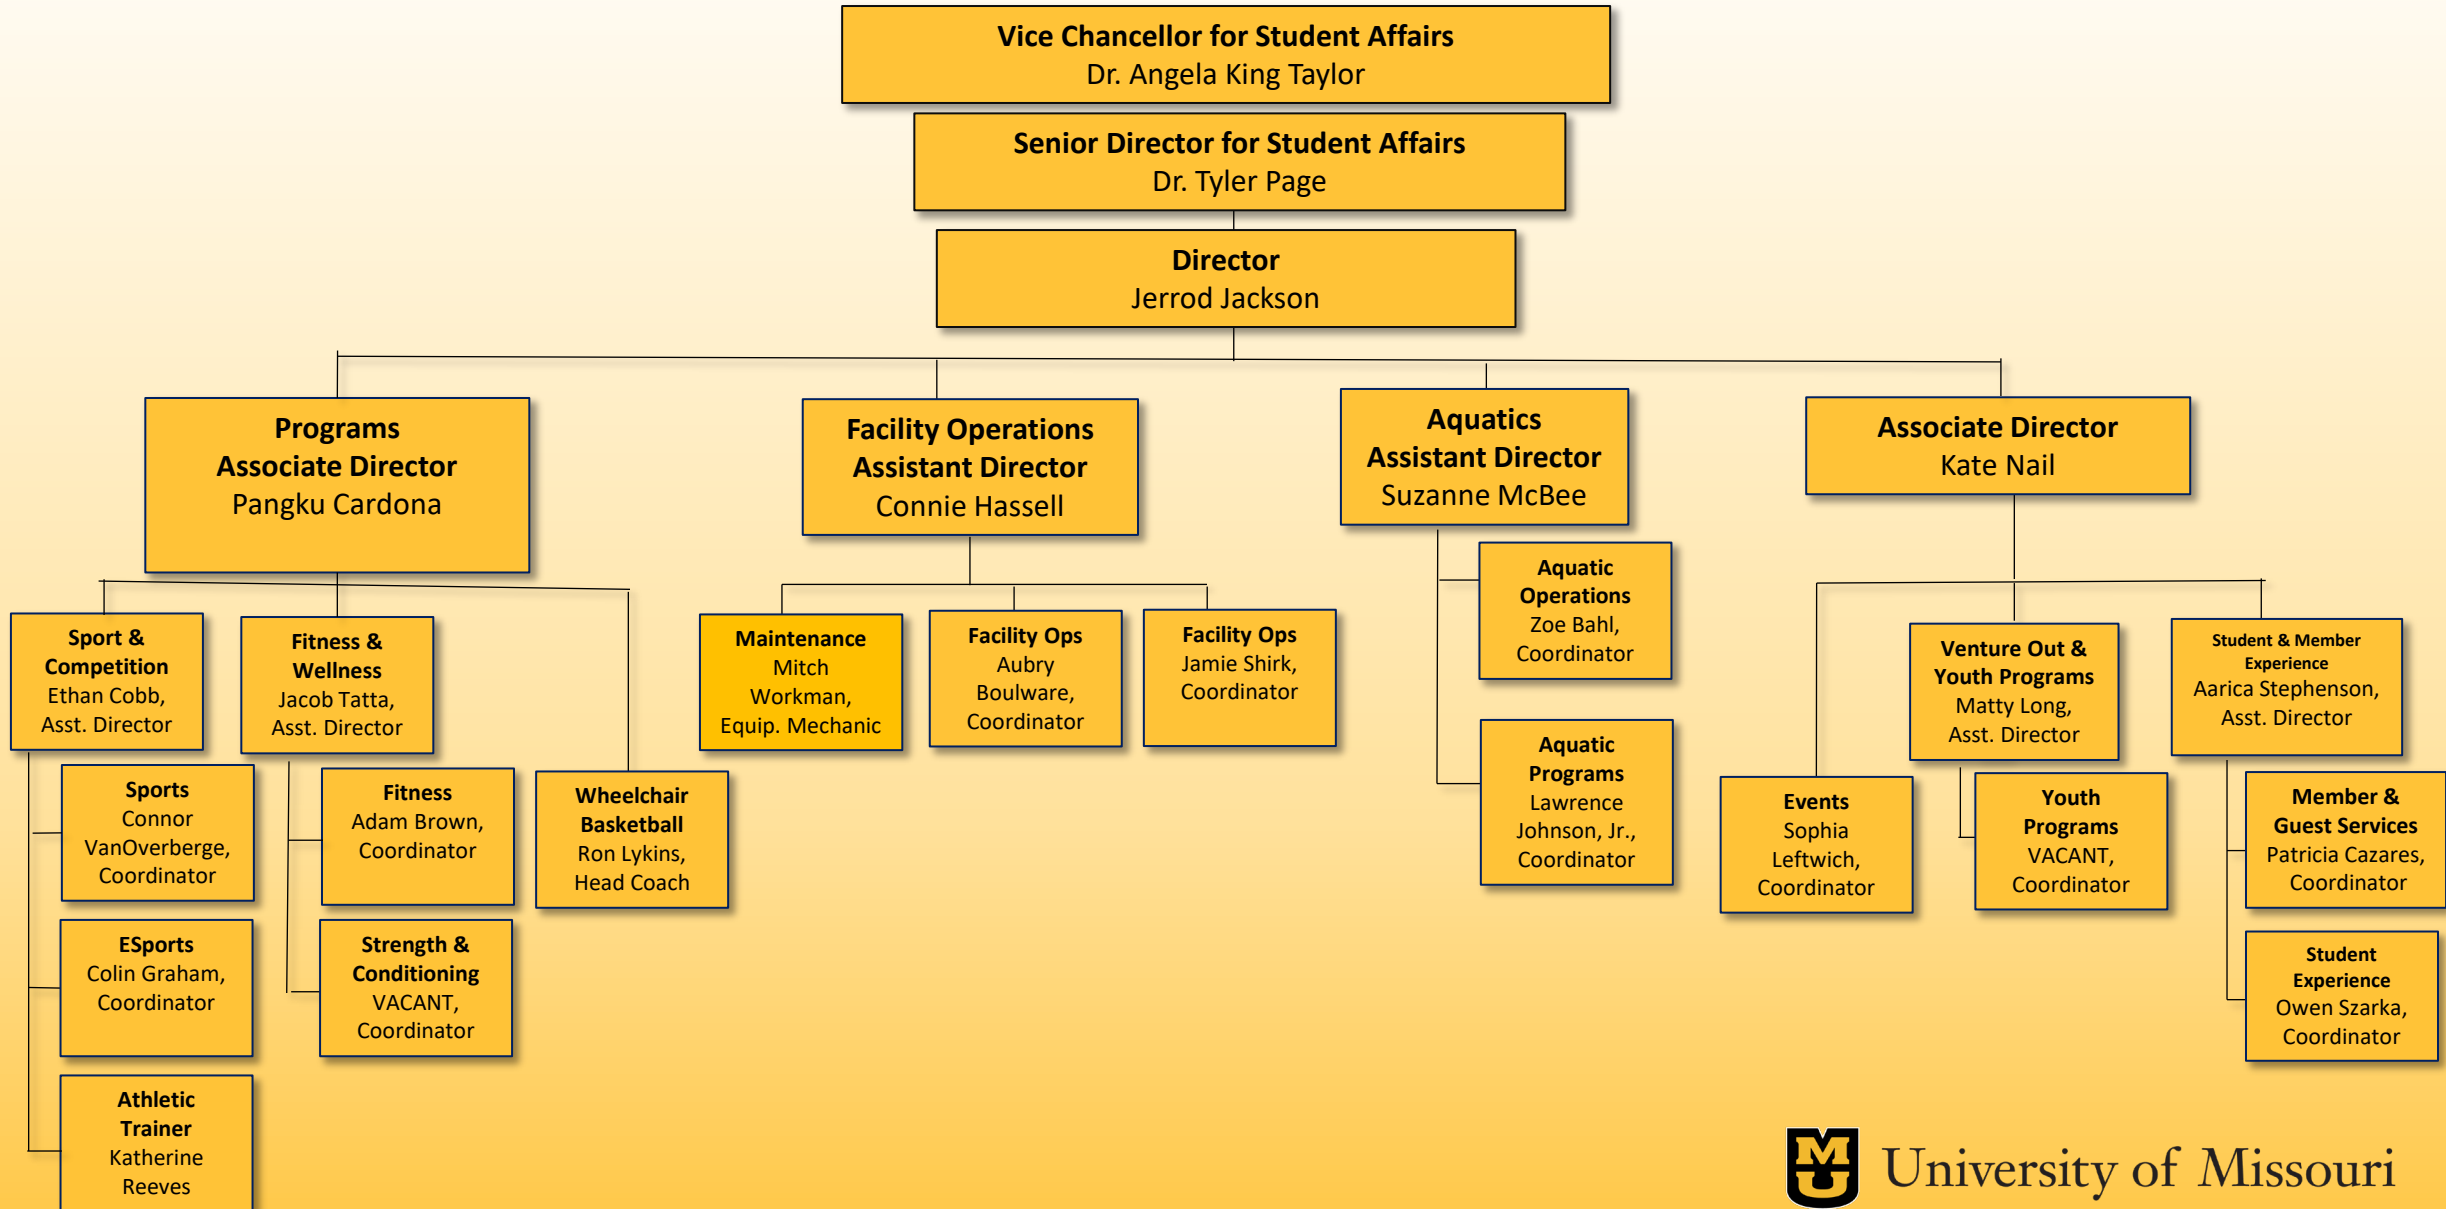 Vice Chancellor for Student Affairs
Dr. Angela King Taylor
Senior Director for Student Affairs
Dr. Tyler Page
Director
Jerrod Jackson
Programs
Associate Director
Pangku Cardona
Facility Operations
Assistant Director
Connie Hassell
Aquatics
Assistant Director
Suzanne McBee
Associate Director
Kate Nail
Sport &
Competition
Ethan Cobb,
Asst. Director
Fitness &
Wellness
Jacob Tatta,
Asst. Director
Maintenance
Mitch
Workman,
Equip. Mechanic
Facility Ops
Aubry
Boulware,
Coordinator
Facility Ops
Jamie Shirk,
Coordinator
Aquatic
Operations
Zoe Bahl,
Coordinator
Venture Out &
Youth Programs
Matty Long,
Asst. Director
Student & Member
Experience
Aarica Stephenson,
Asst. Director
Sports
Connor
VanOverberge,
Coordinator
Fitness
Adam Brown,
Coordinator
Wheelchair
Basketball
Ron Lykins,
Head Coach
Aquatic
Programs
Lawrence
Johnson, Jr.,
Coordinator
Events
Sophia
Leftwich,
Coordinator
Youth
Programs
VACANT,
Coordinator
Member &
Guest Services
Patricia Cazares,
Coordinator
ESports
Colin Graham,
Coordinator
Strength &
Conditioning
VACANT,
Coordinator
Student
Experience
Owen Szarka,
Coordinator
Athletic
Trainer
Katherine
Reeves
MU
University of Missouri